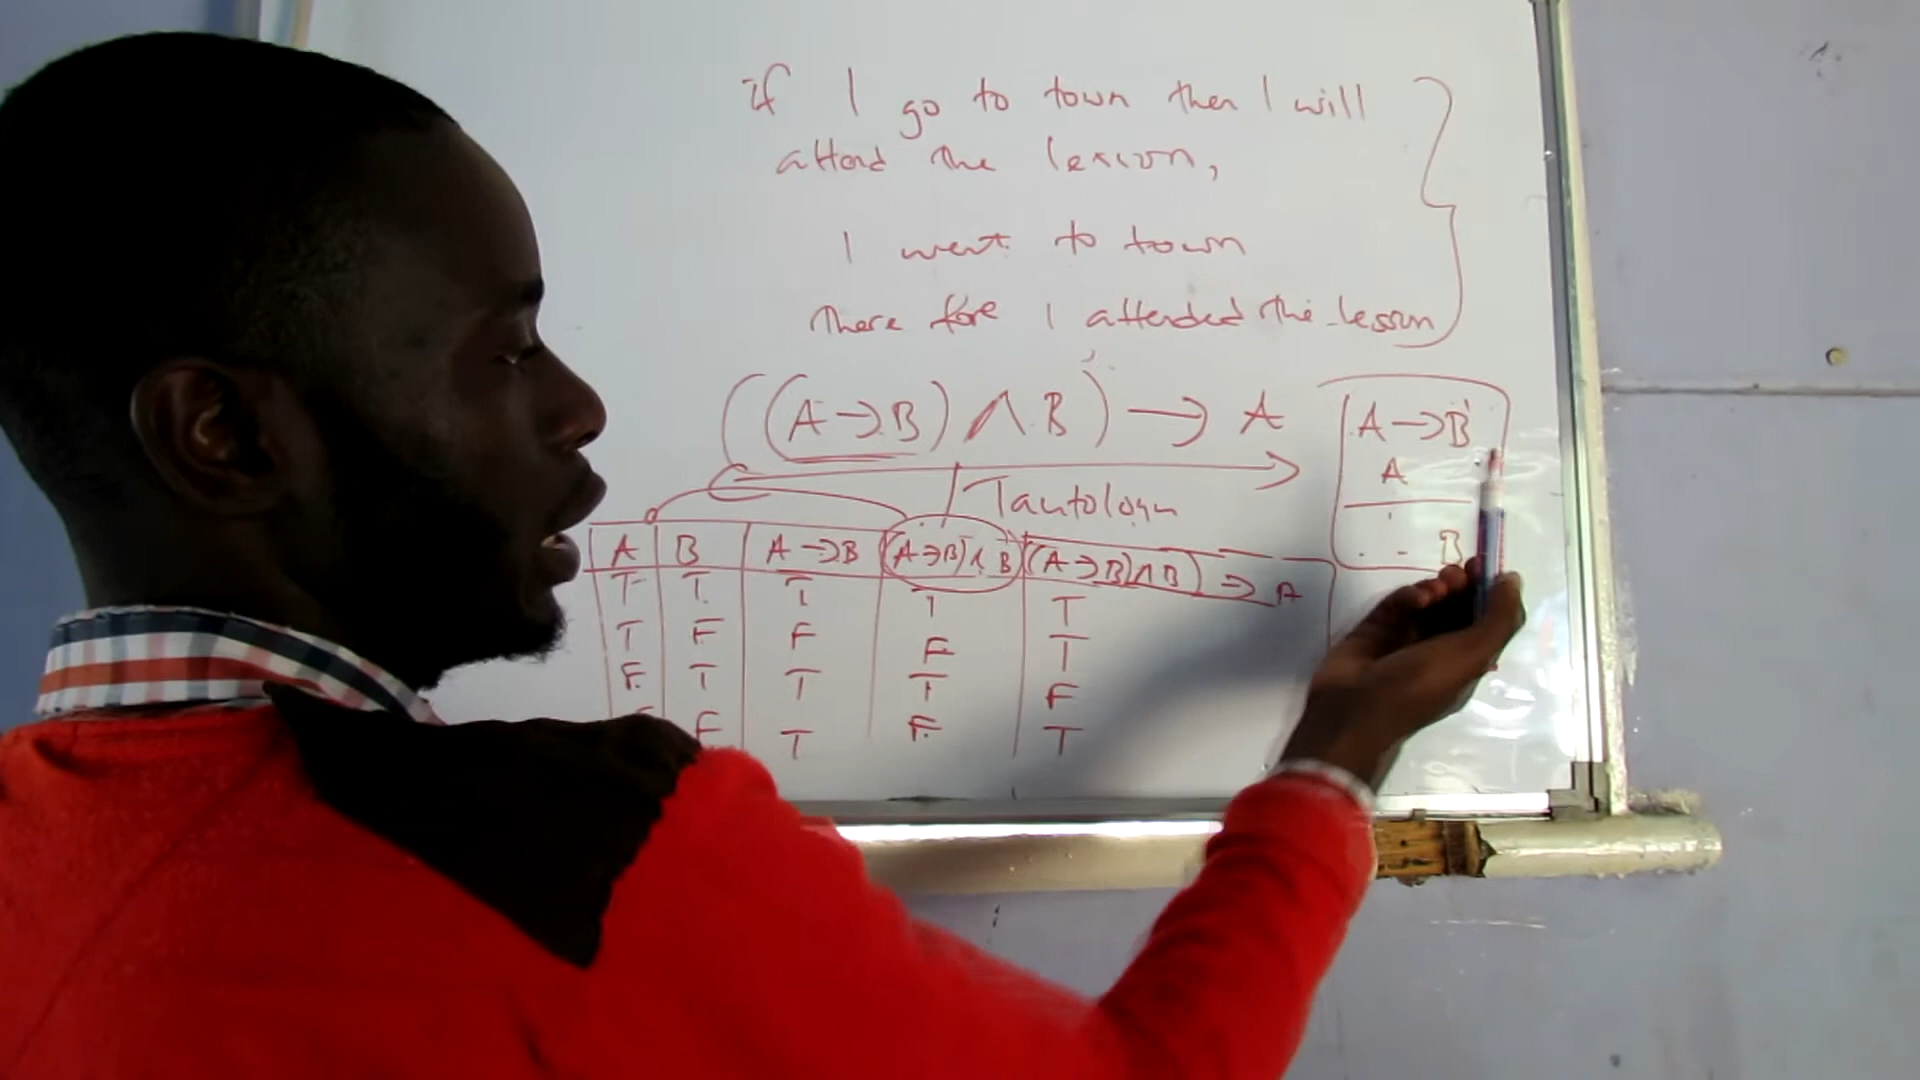 if I go to town then I will
attend the lesson,
I went to town
There fore I attended the lesson
((A→B) ∧ B) → A
A→B
A
∴ B
Tautology
A B A→B (A→B)∧B (A→B)∧B) → A
T T T T T
T F F F T
F T T T F
F F T F T